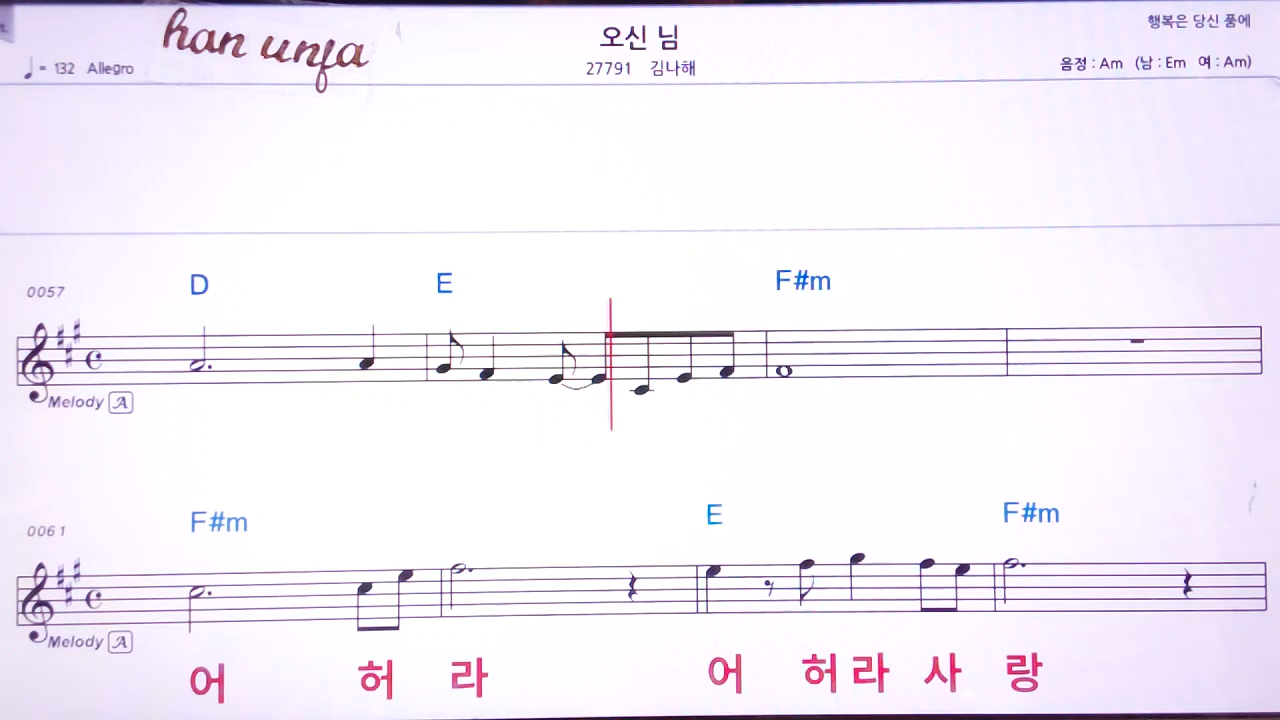 han unfa
오신 님
행복은 당신 품에
♩ = 132 Allegro
27791 김나해
음정 : Am (남 : Em 여 : Am)
D E F#m
0057
Melody A
F#m E F#m
0061
Melody A
어 허 라 어 허 라 사 랑